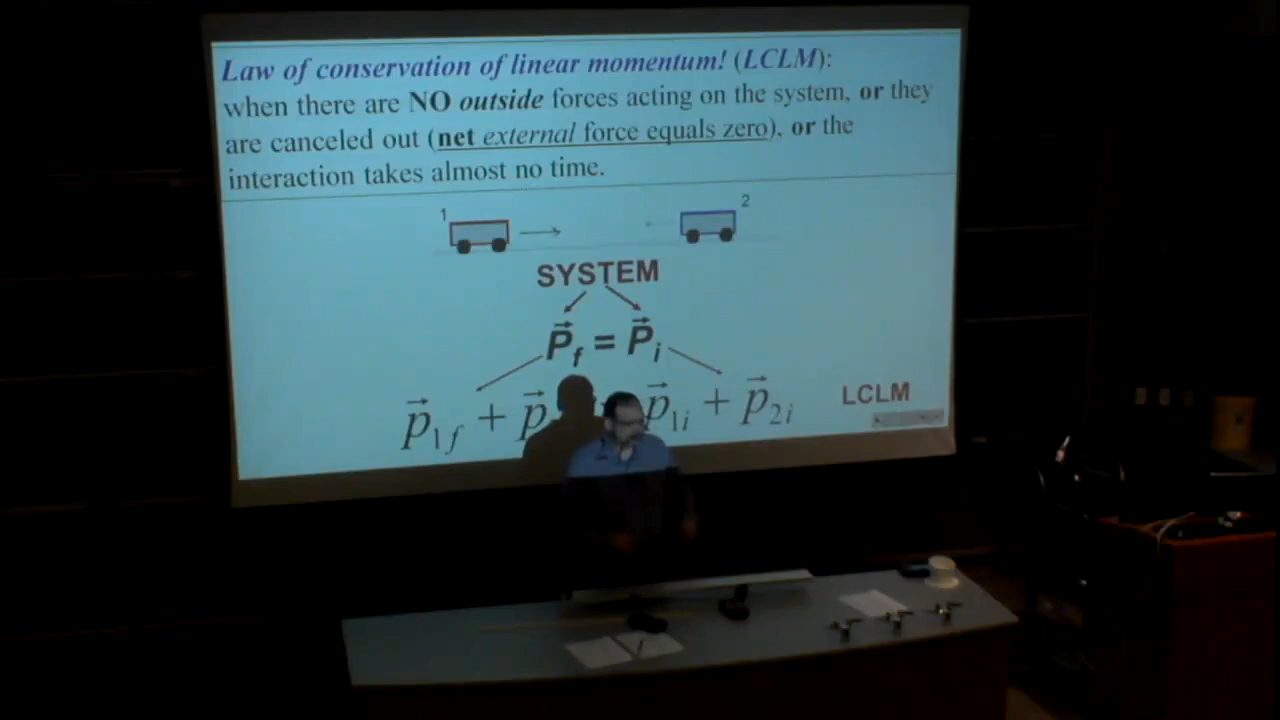 Law of conservation of linear momentum! (LCLM):
when there are NO outside forces acting on the system, or they
are canceled out (net external force equals zero), or the
interaction takes almost no time.
1 2
SYSTEM
P⃗f = P⃗i
p⃗1f + p⃗ p⃗1i + p⃗2i LCLM